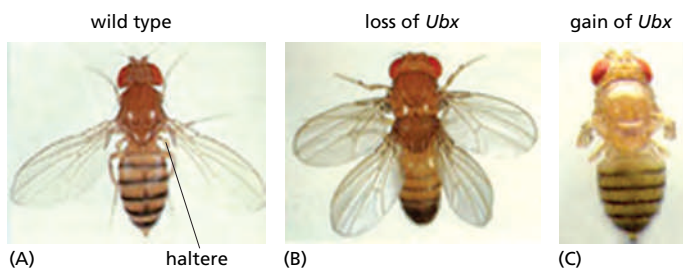 wild type
loss of Ubx
gain of Ubx
haltere
(A)
(B)
(C)